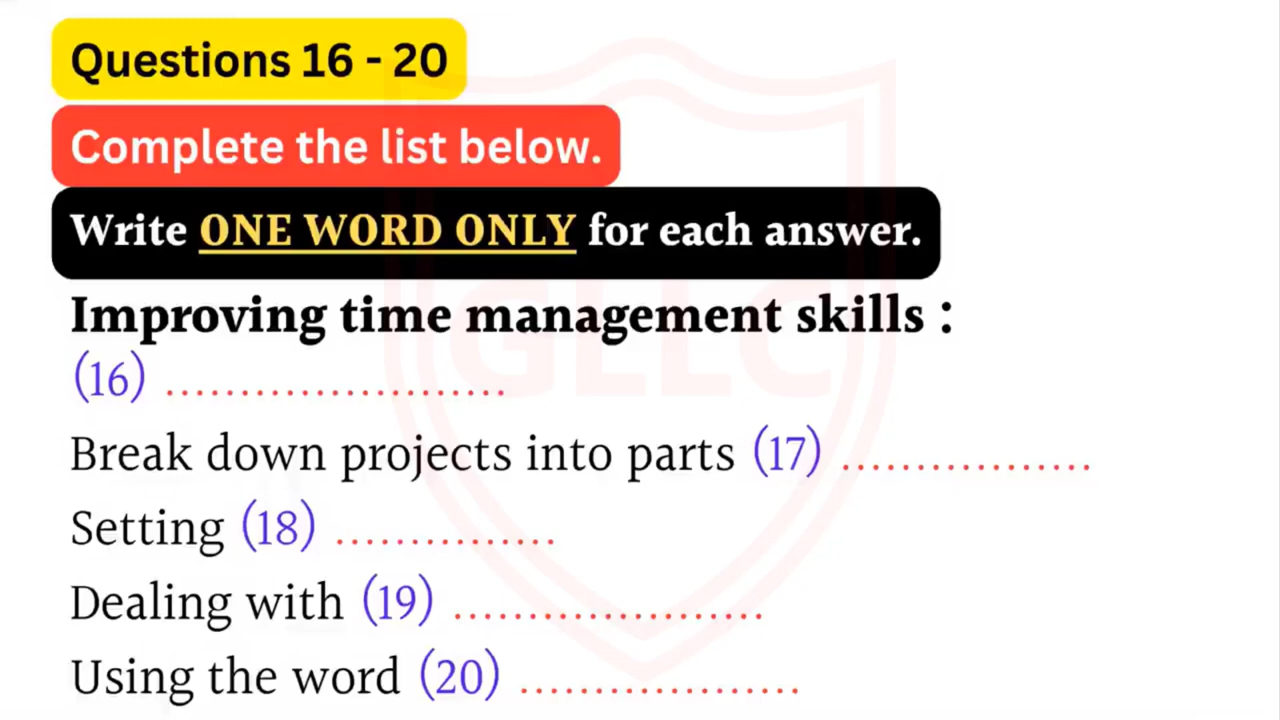 Questions 16 - 20
Complete the list below.
Write ONE WORD ONLY for each answer.
Improving time management skills :
(16) .......................
Break down projects into parts (17) .................
Setting (18) ...............
Dealing with (19) .....................
Using the word (20) ...................
GLLC